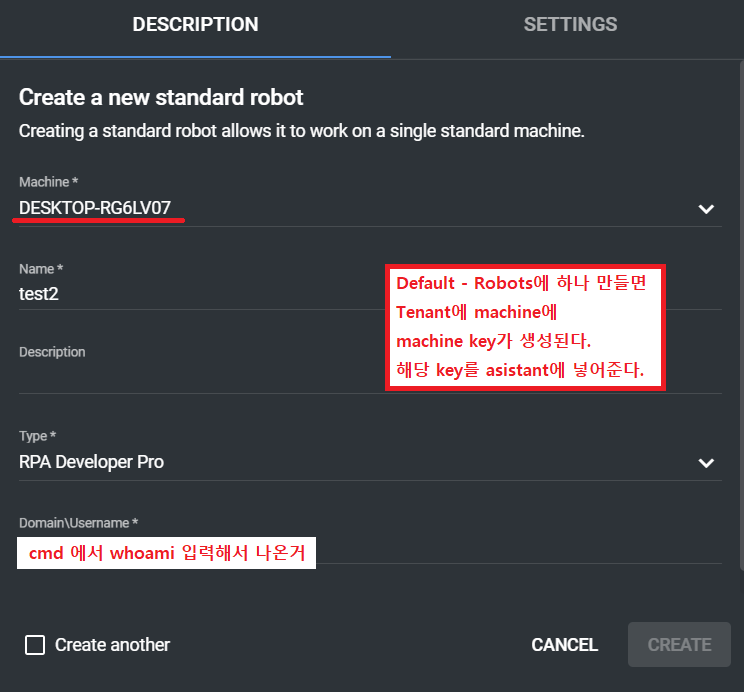 DESCRIPTION
SETTINGS
Create a new standard robot
Creating a standard robot allows it to work on a single standard machine.
Machine *
DESKTOP-RG6LV07
Name *
test2
Default - Robots에 하나 만들면
Tenant에 machine에
machine key가 생성된다.
해당 key를 asistant에 넣어준다.
Description
Type *
RPA Developer Pro
Domain\Username *
cmd 에서 whoami 입력해서 나온거
Create another
CANCEL
CREATE